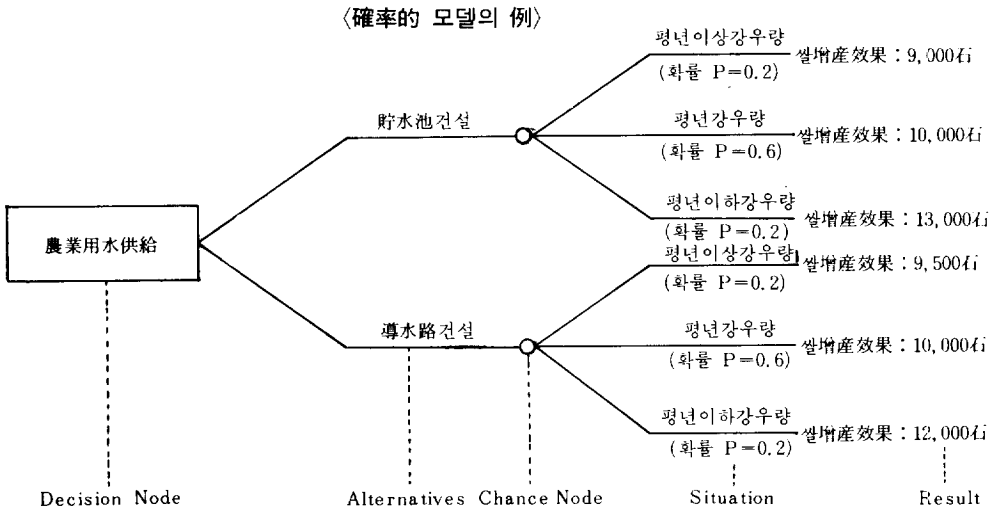 〈確率的 모델의 例〉
평년이상강우량
(확률 P=0.2)
쌀增産效果 : 9,000石
貯水池건설
평년강우량
(확률 P=0.6)
쌀增産效果 : 10,000石
평년이하강우량
(확률 P=0.2)
쌀增産效果 : 13,000石
農業用水供給
평년이상강우량
(확률 P=0.2)
쌀增産效果 : 9,500石
導水路건설
평년강우량
(확률 P=0.6)
쌀增産效果 : 10,000石
평년이하강우량
(확률 P=0.2)
쌀增産效果 : 12,000石
Decision Node
Alternatives
Chance Node
Situation
Result